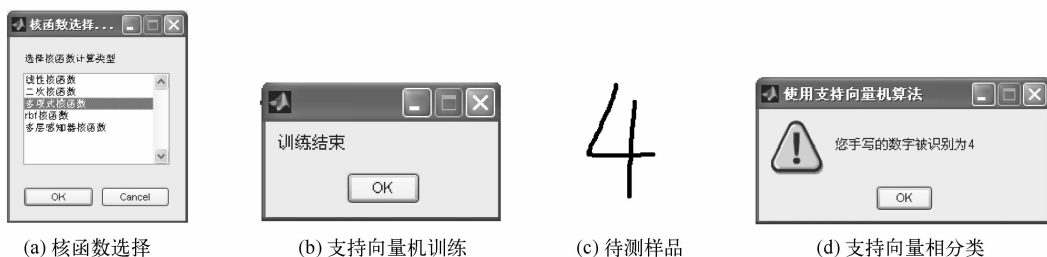 核函数选择...
选择核函数计算类型
线性核函数
二次核函数
多项式核函数
rbf核函数
多层感知器核函数
OK
Cancel
训练结束
OK
4
使用支持向量机算法
您手写的数字被识别为4
OK
(a) 核函数选择
(b) 支持向量机训练
(c) 待测样品
(d) 支持向量相分类